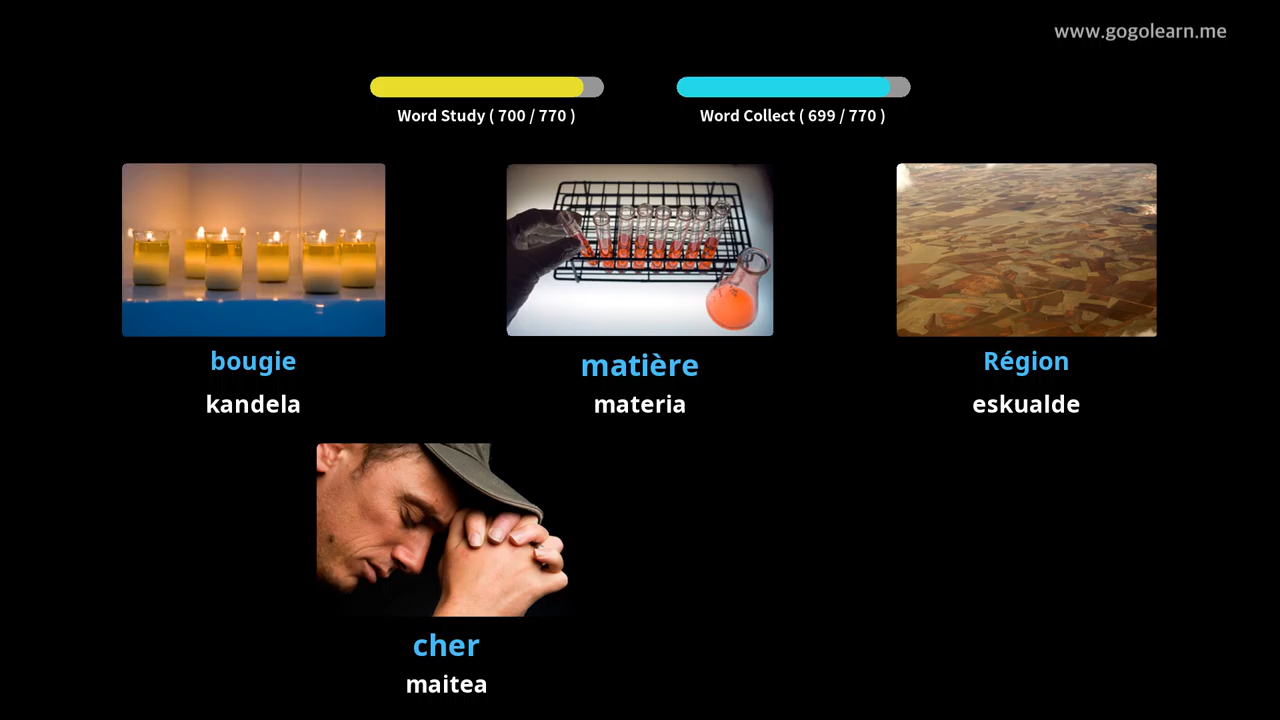 www.gogolearn.me
Word Study ( 700 / 770 )
Word Collect ( 699 / 770 )
bougie
kandela
matière
materia
Région
eskualde
cher
maitea